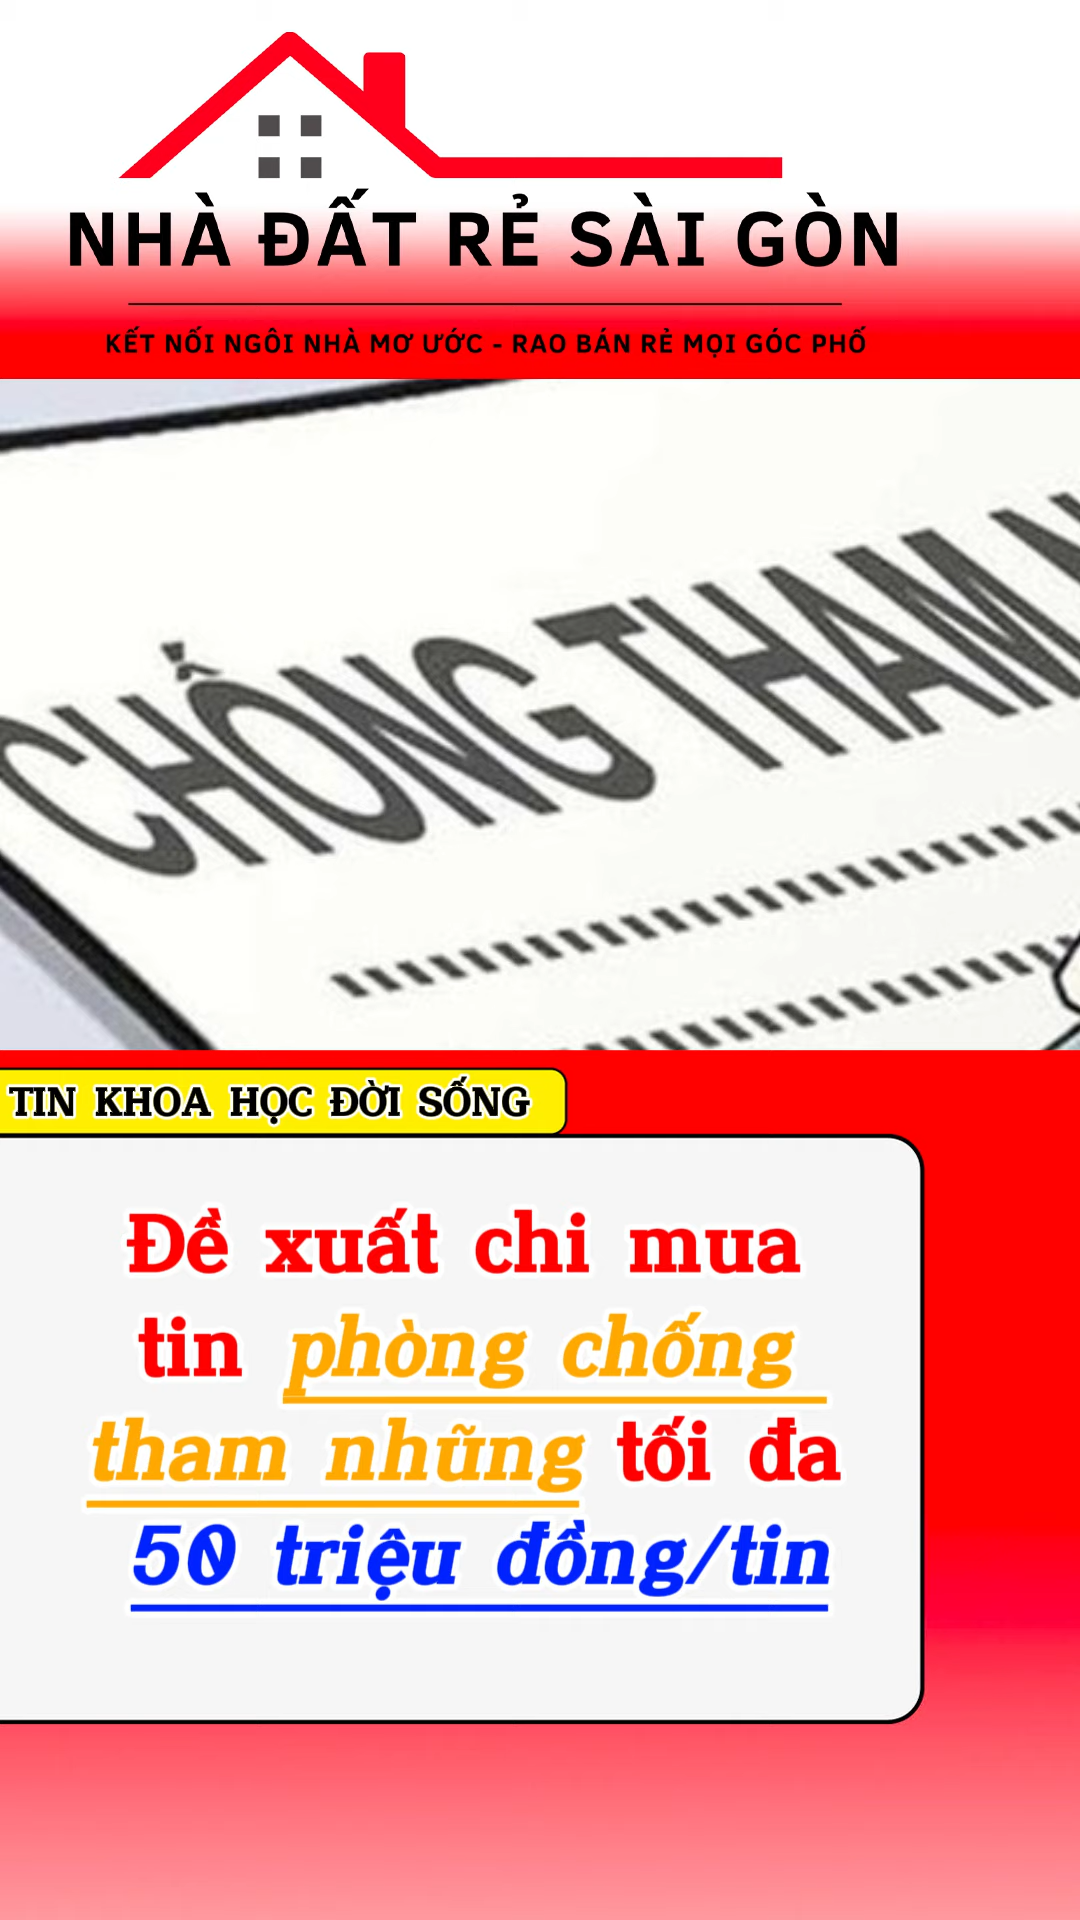 NHÀ ĐẤT RẺ SÀI GÒN
KẾT NỐI NGÔI NHÀ MƠ ƯỚC - RAO BÁN RẺ MỌI GÓC PHỐ
CHỐNG THAM
TIN KHOA HỌC ĐỜI SỐNG
Đề xuất chi mua
tin phòng chống
tham những tối đa
50 triệu đồng/tin